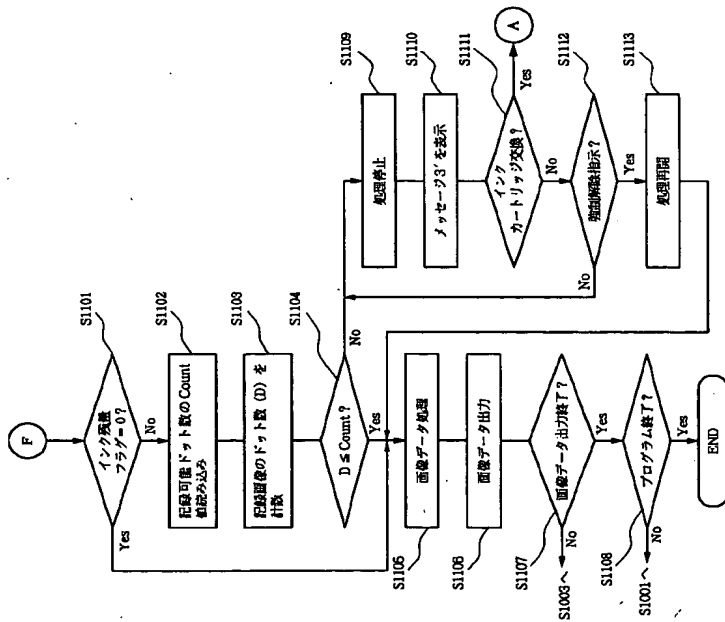 F
S1101
インク残量
フラグ=0?
Yes
No
S1102
記録可能ドット数のCount
値読み込み
S1103
記録画像のドット数 (D) を
計数
S1104
D≦Count?
No
Yes
S1105
画像データ処理
S1106
画像データ出力
S1107
画像データ出力終了?
No
S1003へ
Yes
S1108
プログラム終了?
No
S1001へ
Yes
END
S1109
処理停止
S1110
メッセージ3'を表示
S1111
インク
カートリッジ交換?
Yes
A
No
S1112
強制解除指示?
No
Yes
S1113
処理再開